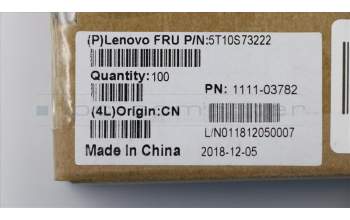 (P)Lenovo FRU P/N:5T10S73222
Quantity:100
PN: 1111-03782
(4L)Origin:CN
L/N011812050007
Made In China 2018-12-05